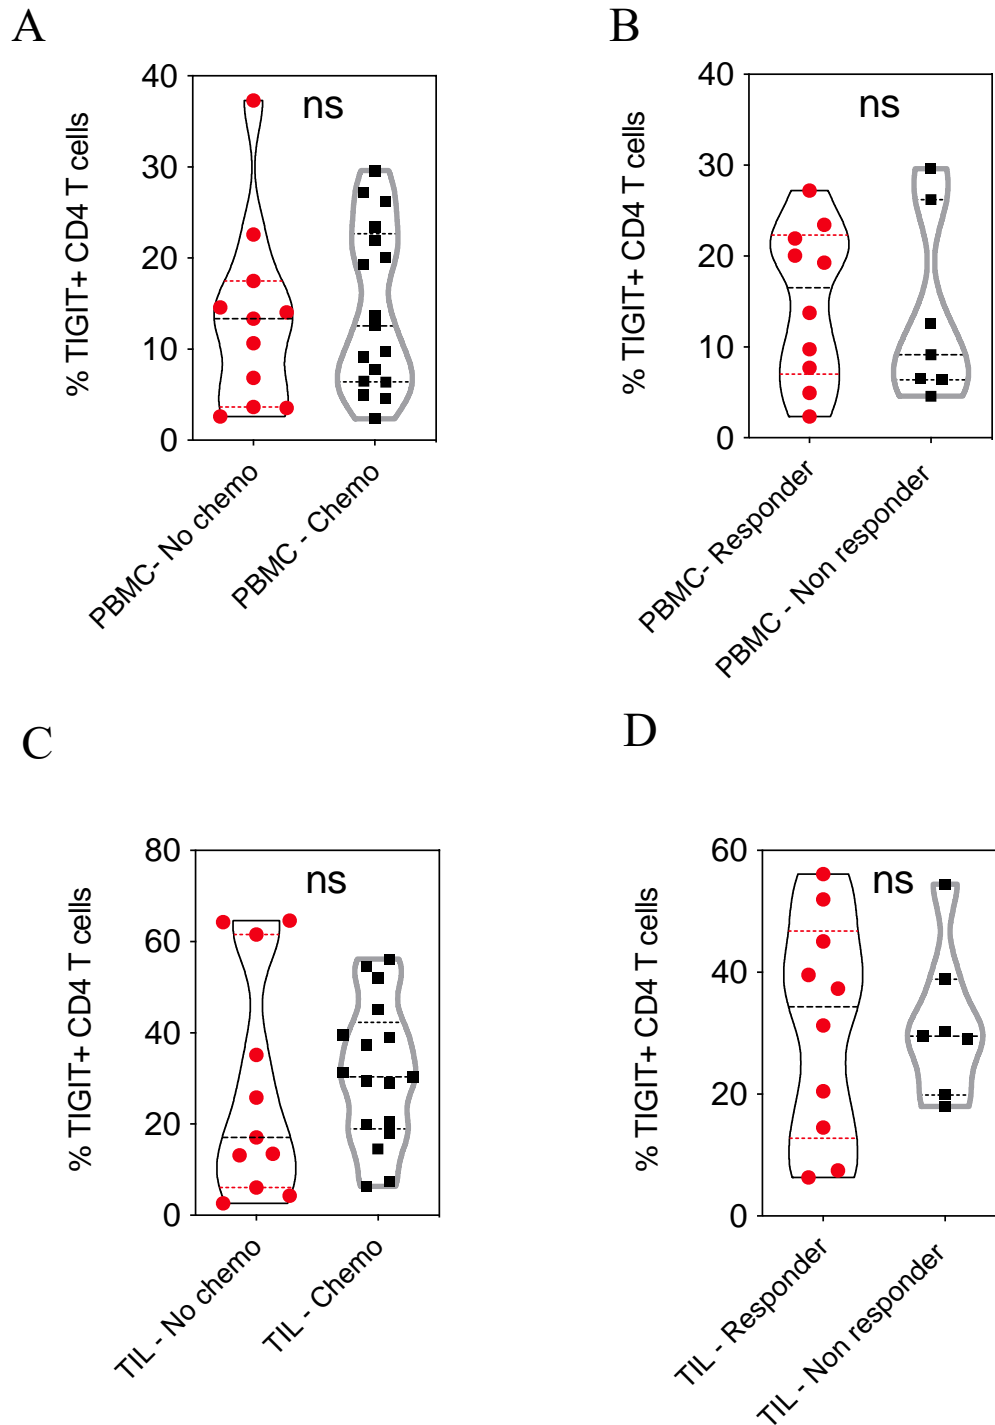 A
% TIGIT+ CD4 T cells
40
30
20
10
0
ns
PBMC- No chemo
PBMC - Chemo
B
% TIGIT+ CD4 T cells
40
30
20
10
0
ns
PBMC- Responder
PBMC - Non responder
C
% TIGIT+ CD4 T cells
80
60
40
20
0
ns
TIL - No chemo
TIL - Chemo
D
% TIGIT+ CD4 T cells
60
40
20
0
ns
TIL - Responder
TIL - Non responder